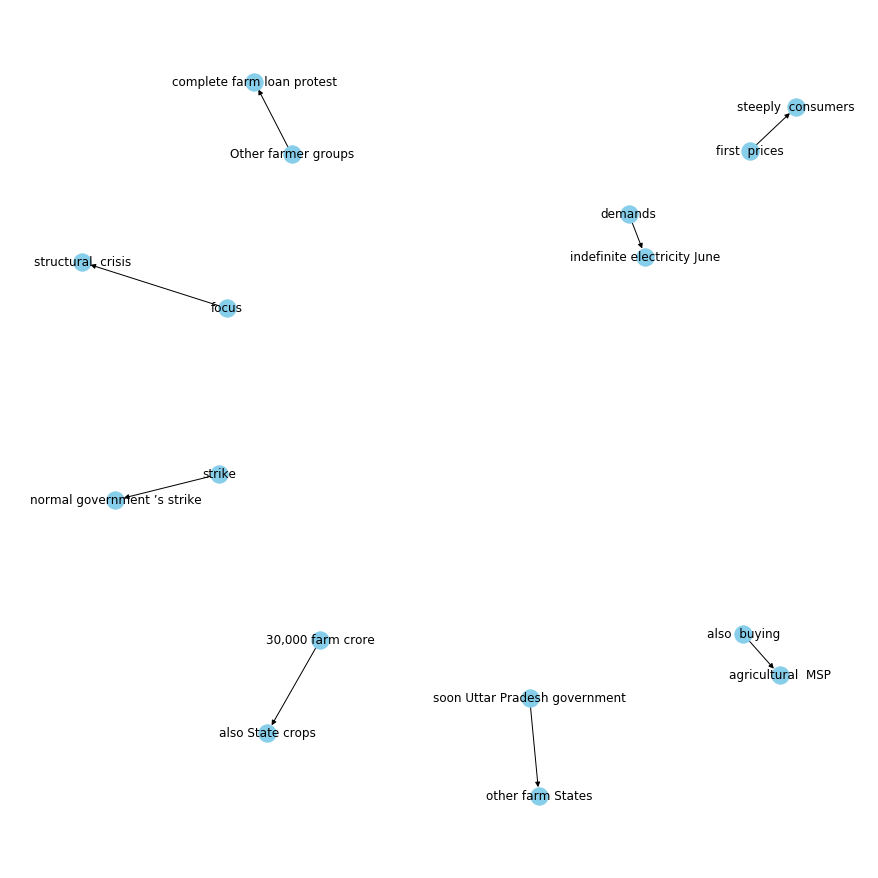 complete farm loan protest
steeply  consumers
first  prices
Other farmer groups
demands
indefinite electricity June
structural  crisis
focus
strike
normal government ’s strike
30,000 farm crore
also  buying
agricultural  MSP
soon Uttar Pradesh government
also State crops
other farm States